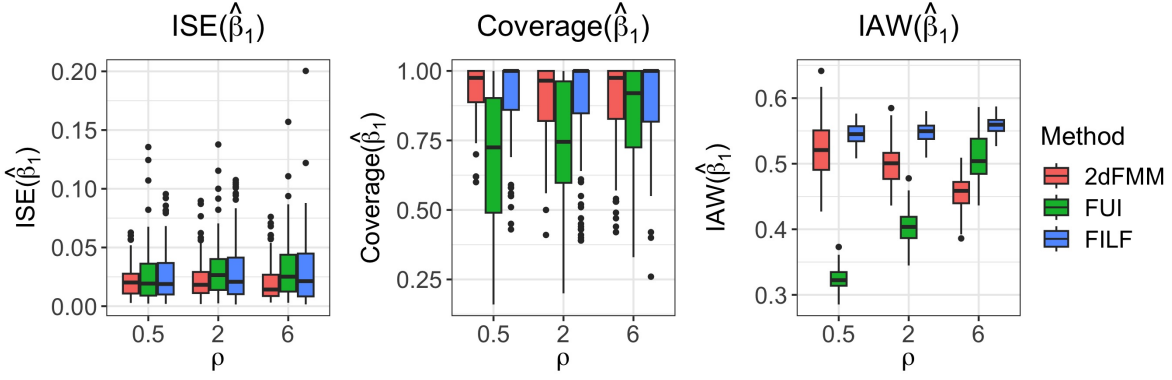 ISE(β̂₁)
Coverage(β̂₁)
IAW(β̂₁)
ISE(β̂₁)
0.20
0.15
0.10
0.05
0.00
0.5
2
6
ρ
Coverage(β̂₁)
1.00
0.75
0.50
0.25
0.5
2
6
ρ
IAW(β̂₁)
0.6
0.5
0.4
0.3
0.5
2
6
ρ
Method
2dFMM
FUI
FILF